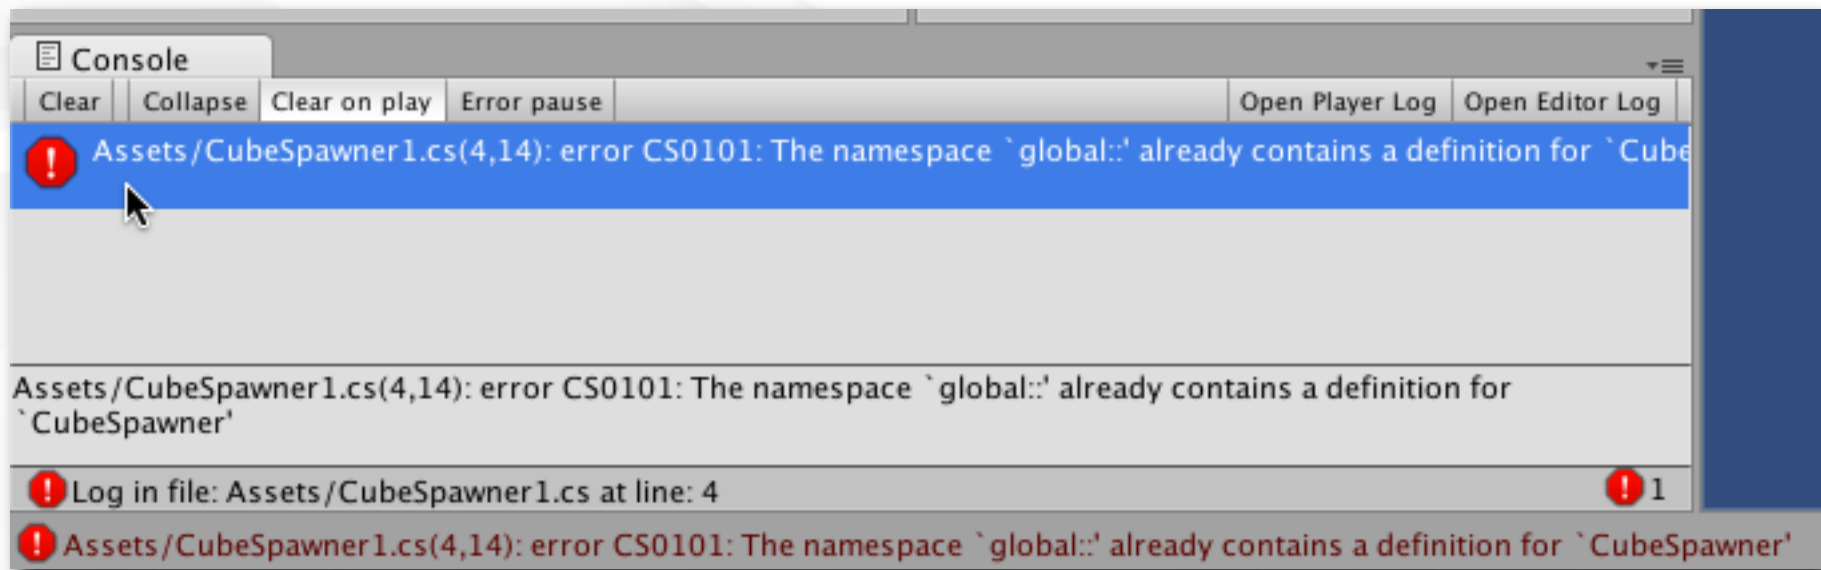 Console
Clear Collapse Clear on play Error pause Open Player Log Open Editor Log
Assets/CubeSpawner1.cs(4,14): error CS0101: The namespace `global::' already contains a definition for `Cube
Assets/CubeSpawner1.cs(4,14): error CS0101: The namespace `global::' already contains a definition for
`CubeSpawner'
Log in file: Assets/CubeSpawner1.cs at line: 4 1
Assets/CubeSpawner1.cs(4,14): error CS0101: The namespace `global::' already contains a definition for `CubeSpawner'